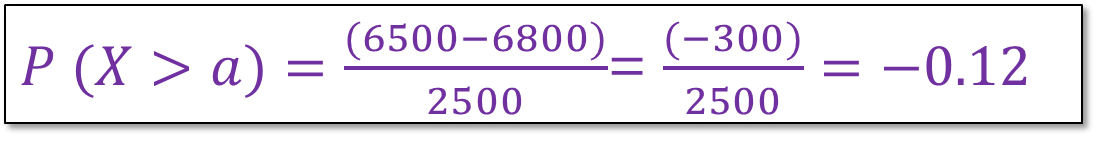 P (X > a) = (6500−6800)/2500 = (−300)/2500 = −0.12